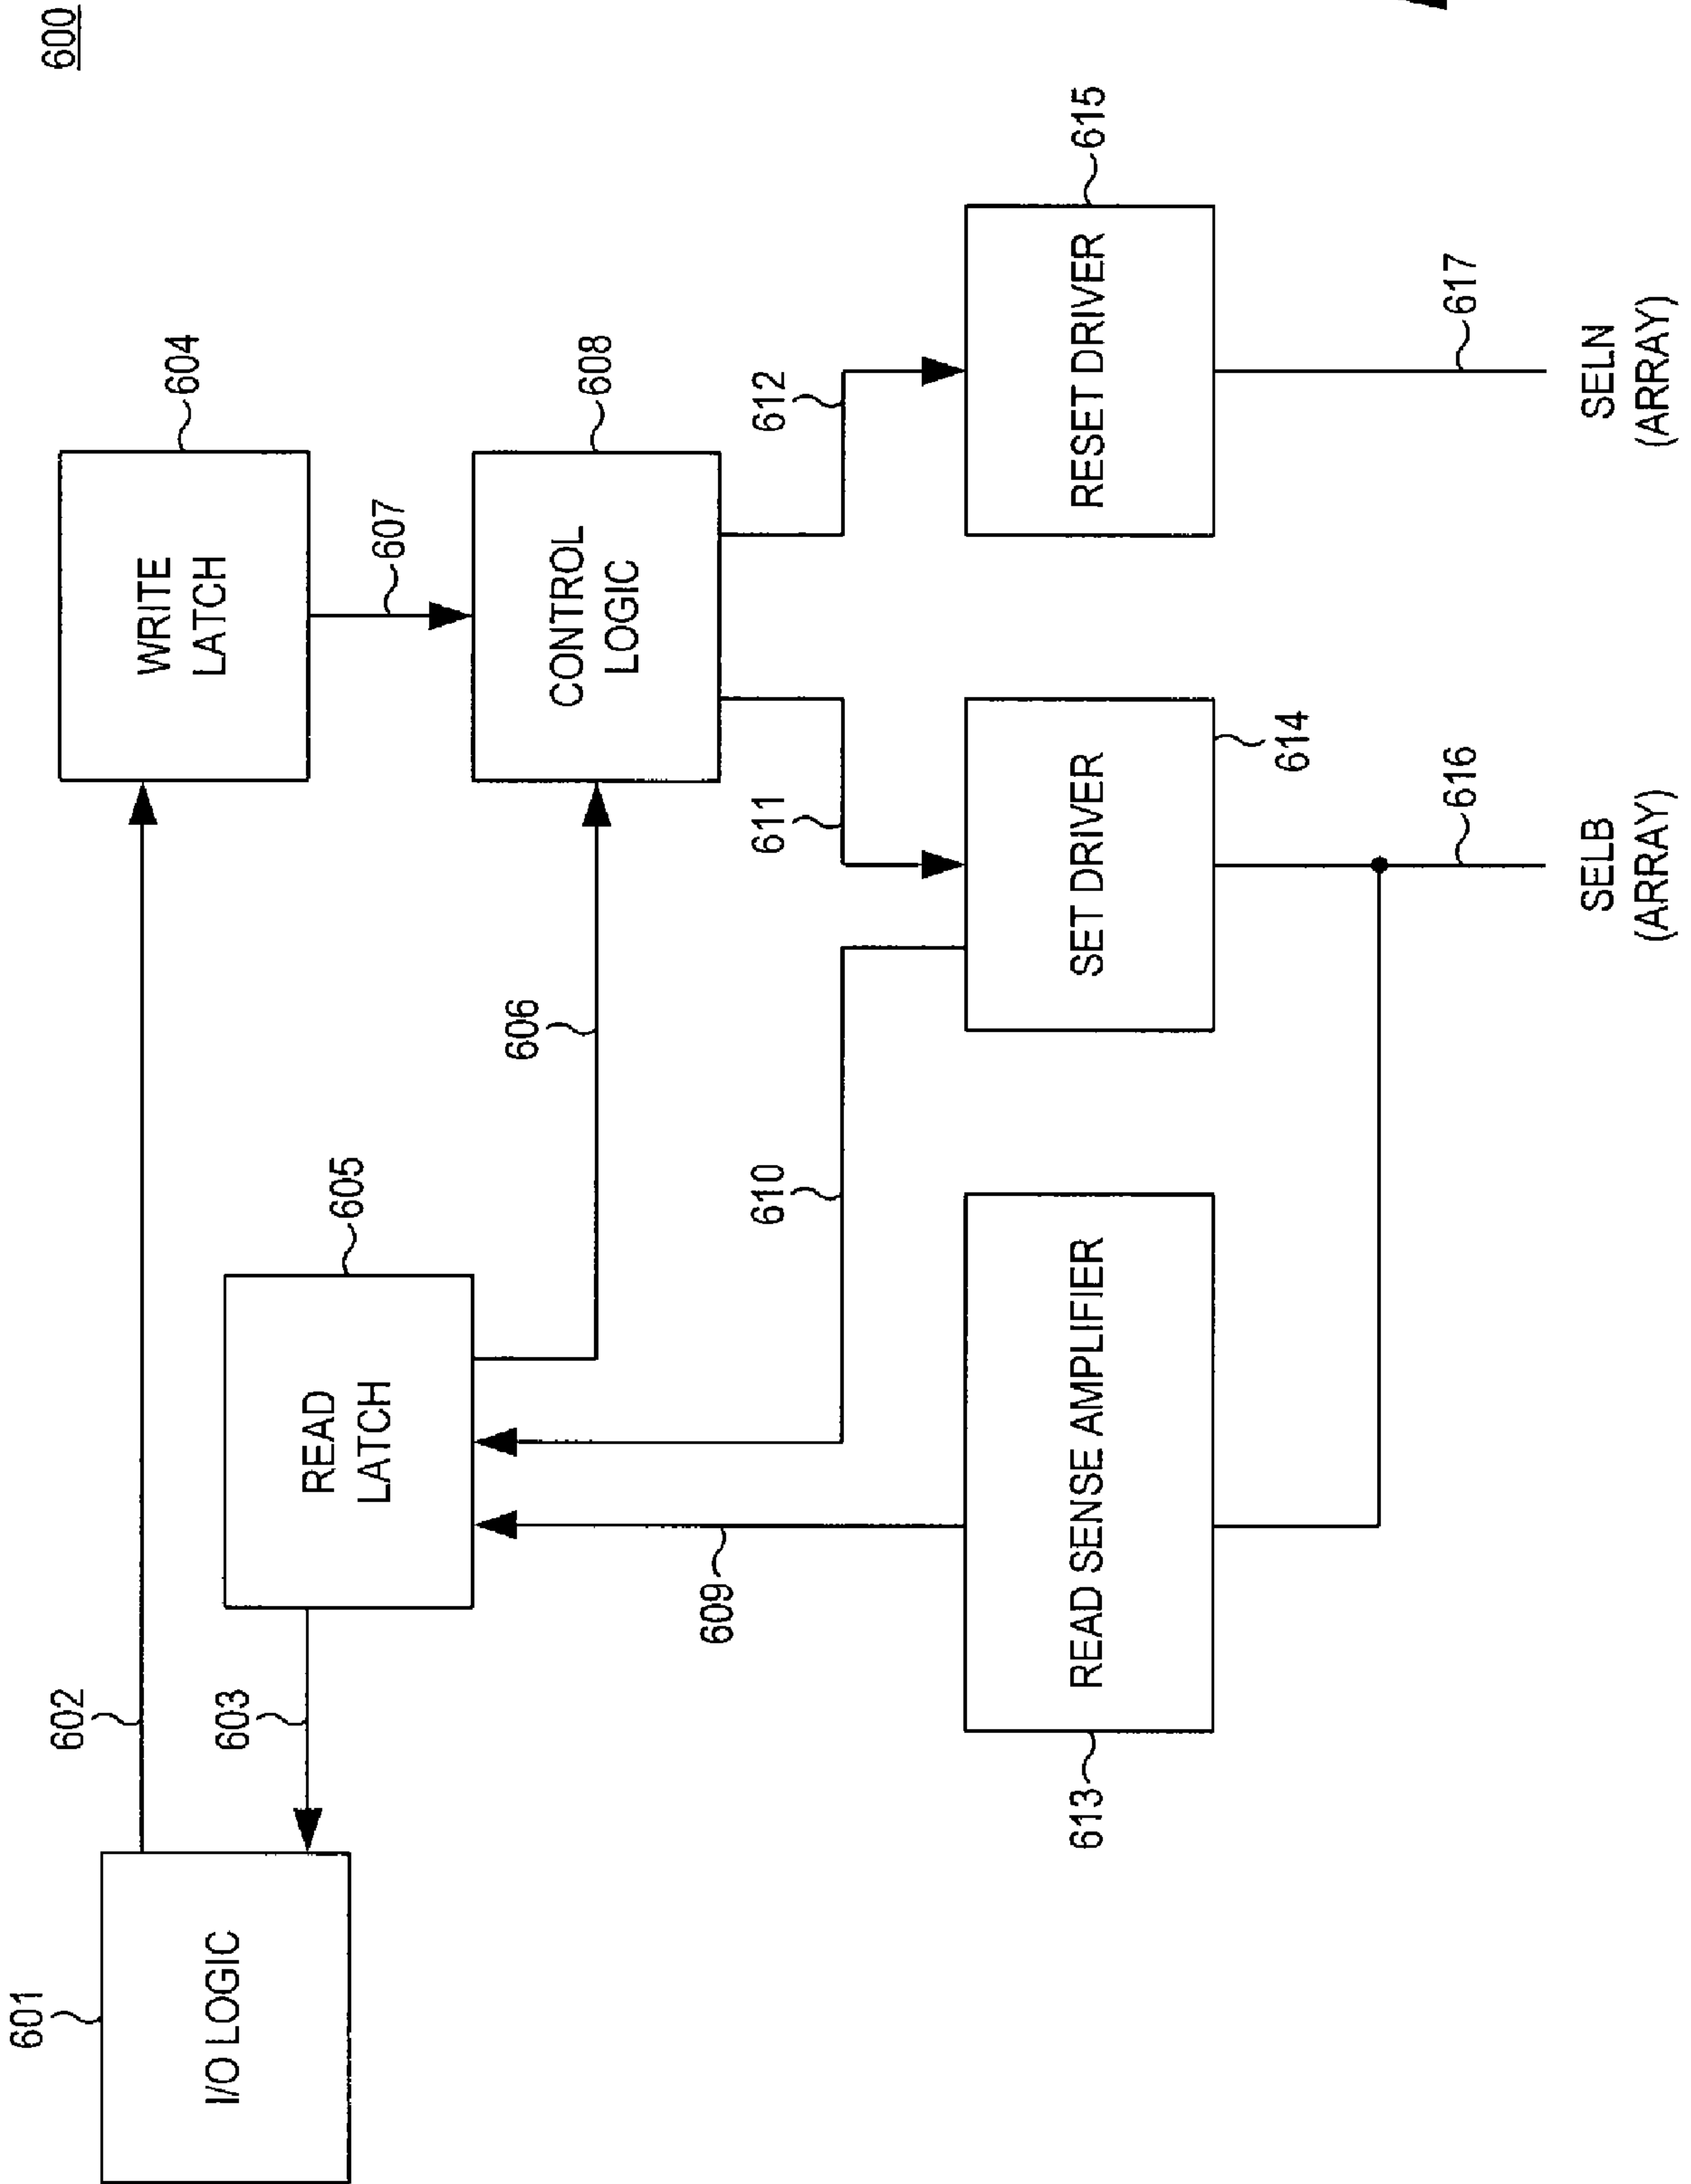 600
601
I/O LOGIC
602
603
WRITE
LATCH
604
READ
LATCH
605
606
607
CONTROL
LOGIC
608
609
610
611
612
READ SENSE AMPLIFIER
613
SET DRIVER
614
RESET DRIVER
615
616
617
SELB
(ARRAY)
SELN
(ARRAY)